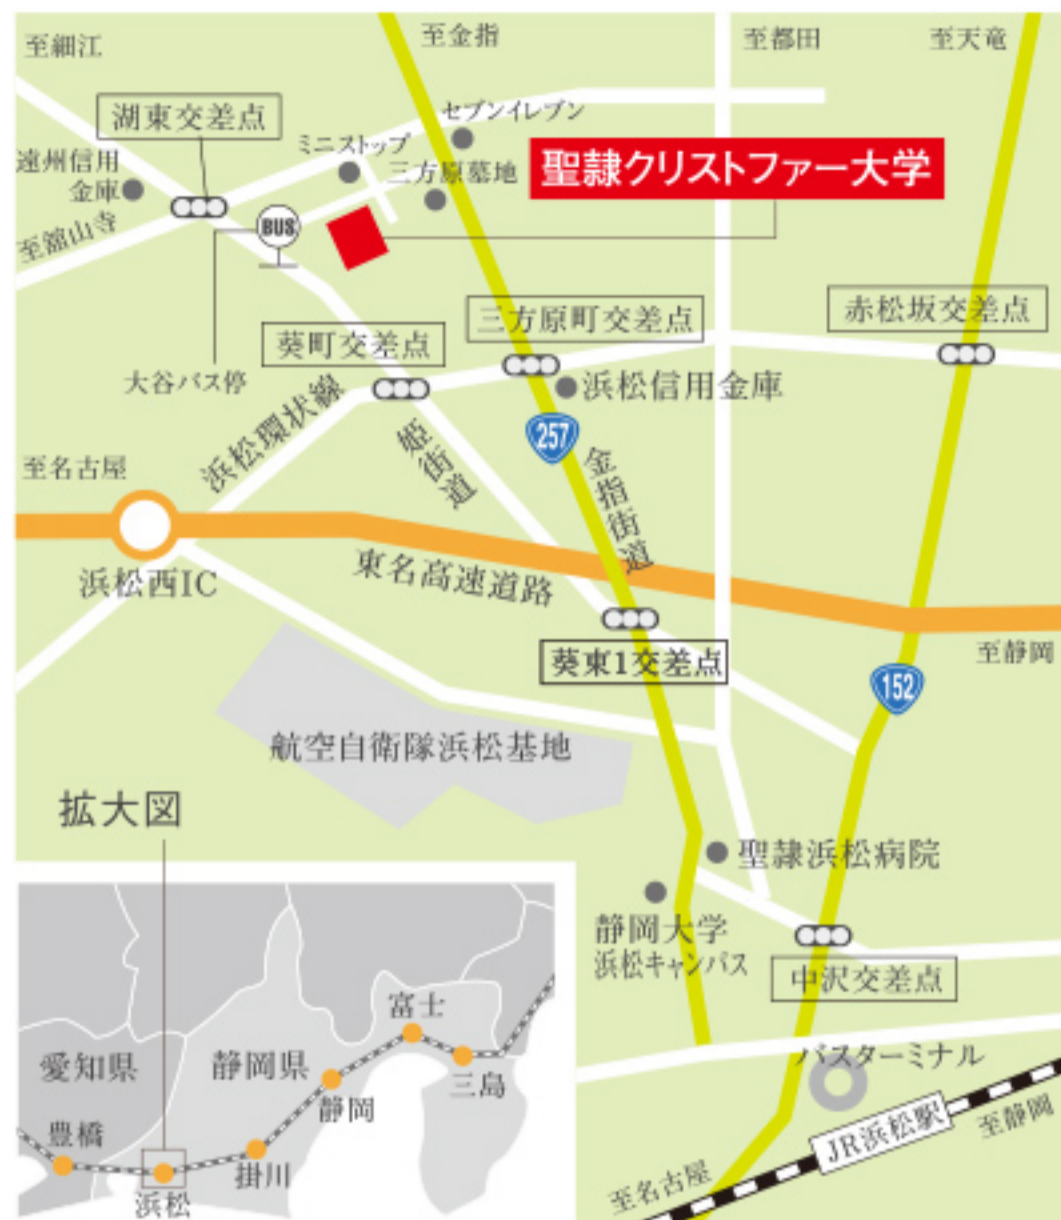 至細江
至金指
至都田
至天竜
湖東交差点
セブンイレブン
ミニストップ
聖隷クリストファー大学
遠州信用
金庫
三方原墓地
至舘山寺
BUS
三方原町交差点
赤松坂交差点
葵町交差点
大谷バス停
浜松信用金庫
浜松環状線
姫街道
257
金指街道
至名古屋
浜松西IC
東名高速道路
葵東1交差点
至静岡
152
航空自衛隊浜松基地
拡大図
聖隷浜松病院
静岡大学
浜松キャンパス
中沢交差点
バスターミナル
JR浜松駅
至静岡
至名古屋
富士
愛知県
静岡県
三島
静岡
豊橋
掛川
浜松